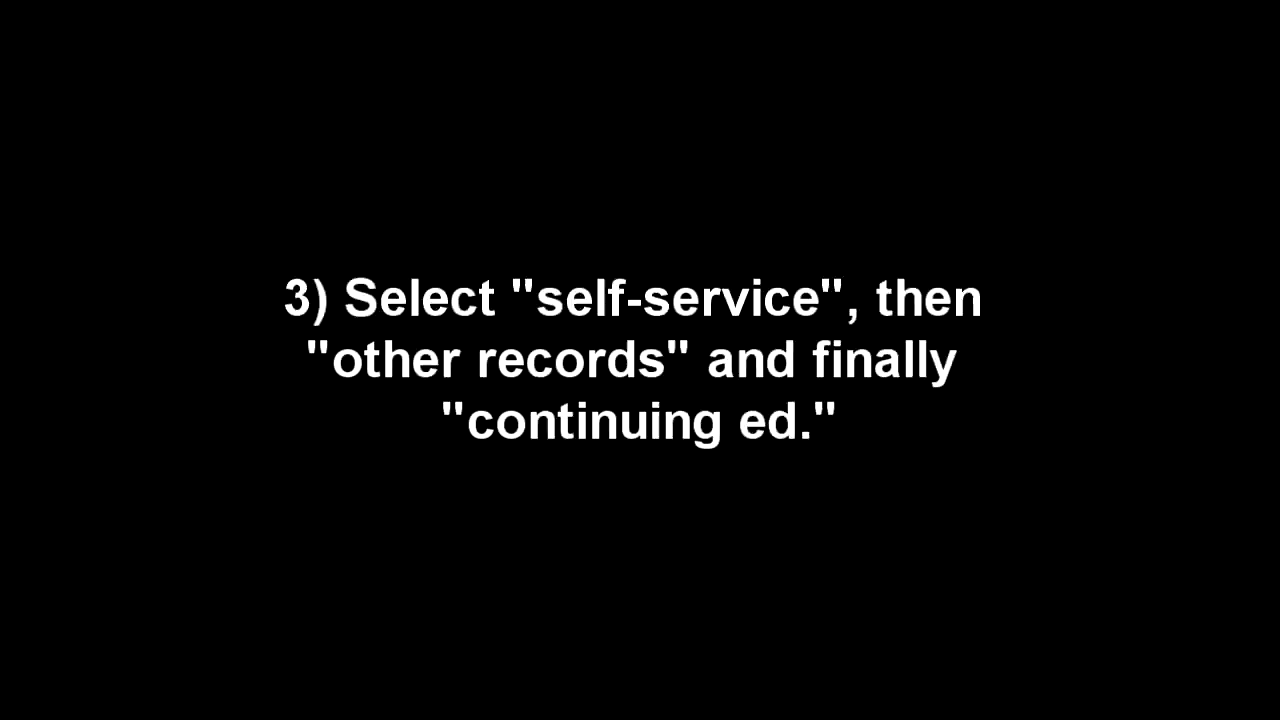 3) Select "self-service", then
"other records" and finally
"continuing ed."